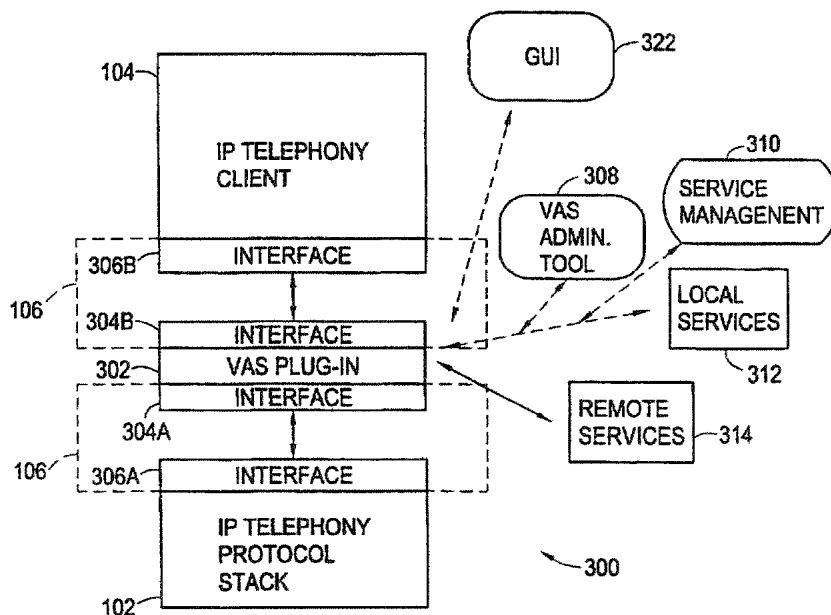 GUI
322
104
IP TELEPHONY
CLIENT
310
SERVICE
MANAGENENT
308
VAS
ADMIN.
TOOL
306B
INTERFACE
106
LOCAL
SERVICES
312
304B
INTERFACE
302
VAS PLUG-IN
INTERFACE
304A
REMOTE
SERVICES
314
106
306A
INTERFACE
IP TELEPHONY
PROTOCOL
STACK
102
300